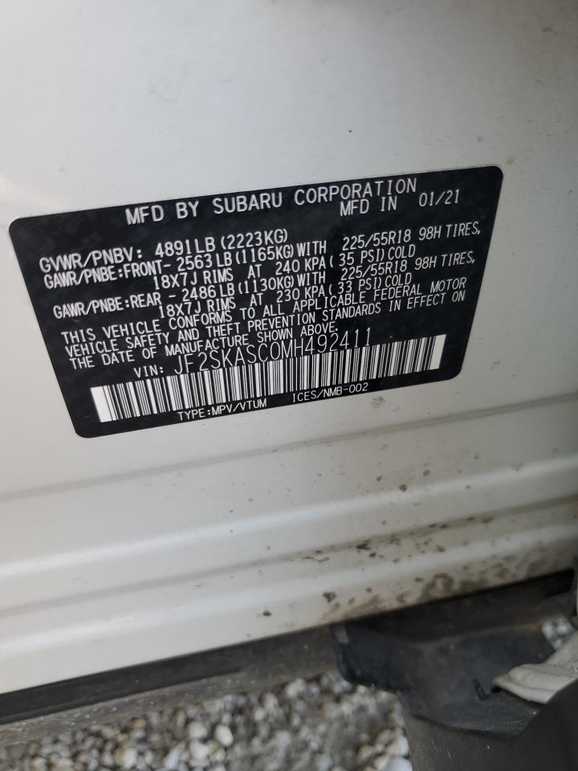 MFD BY SUBARU CORPORATION
MFD IN 01/21
GVWR/PNBV: 4891LB(2223KG)
GAWR/PNBE:FRONT-2563LB(1165KG)WITH 225/55R18 98H TIRES,
18X7J RIMS AT 240 KPA(35 PSI)COLD
GAWR/PNBE:REAR -2486LB(1130KG)WITH 225/55R18 98H TIRES,
18X7J RIMS AT 230 KPA(33 PSI)COLD
THIS VEHICLE CONFORMS TO ALL APPLICABLE FEDERAL MOTOR
VEHICLE SAFETY AND THEFT PREVENTION STANDARDS IN EFFECT ON
THE DATE OF MANUFACTURE SHOWN ABOVE.
VIN: JF2SKASC0MH492411
TYPE:MPV/VTUM ICES/NMB-002